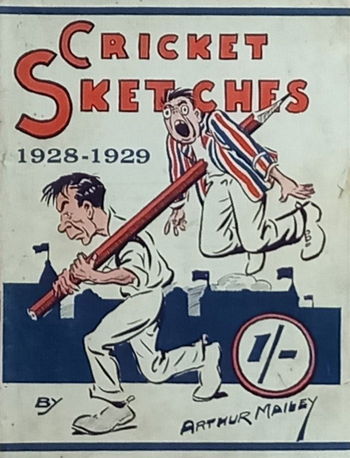 CRICKET
SKETCHES
1928-1929
1/-
BY ARTHUR MAILEY